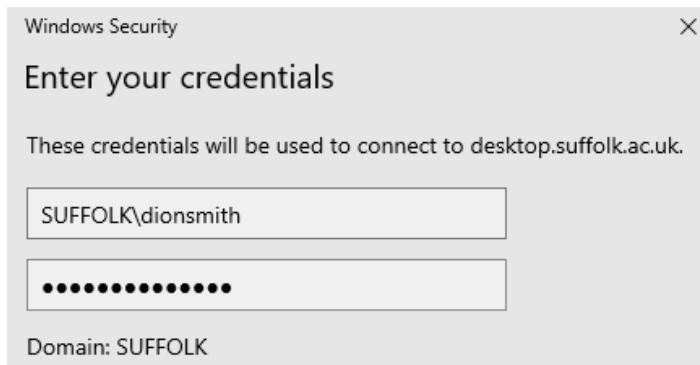 Windows Security
Enter your credentials
These credentials will be used to connect to desktop.suffolk.ac.uk.
SUFFOLK\dionsmith
••••••••••••••
Domain: SUFFOLK